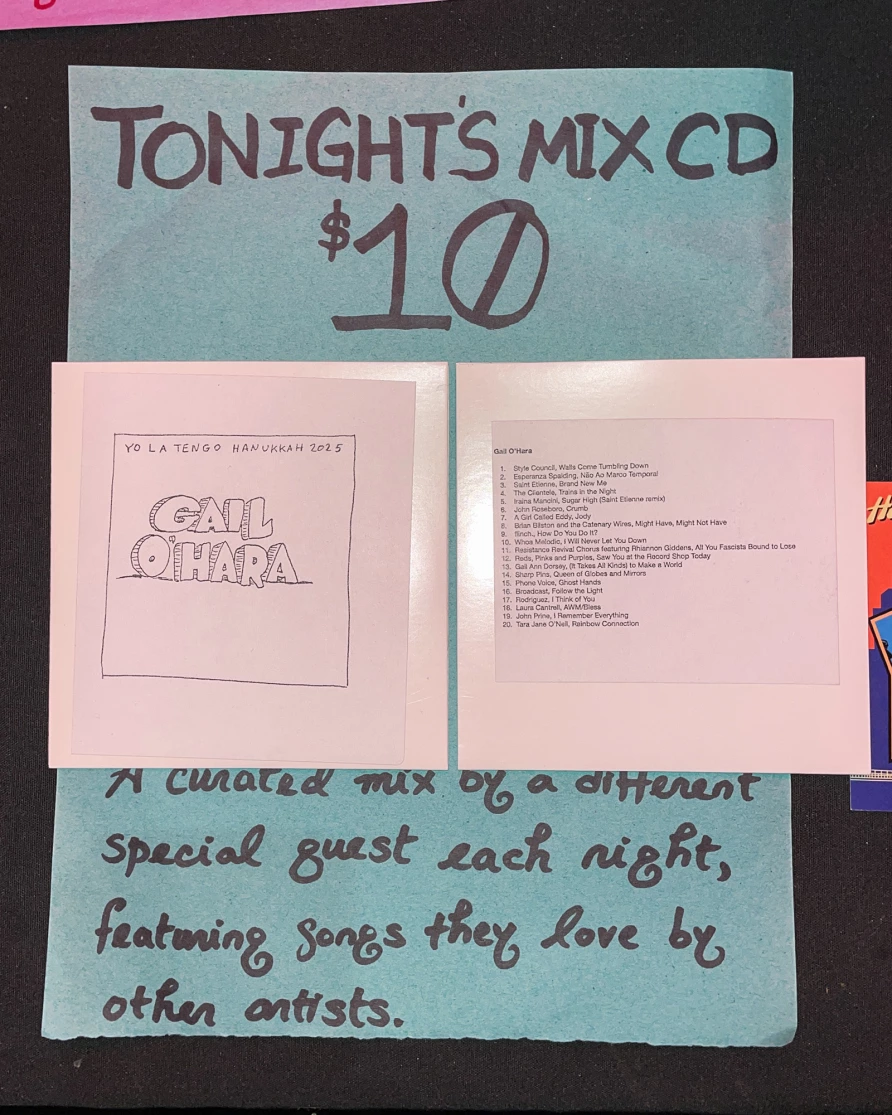 TONIGHT'S MIX CD
$10
YO LA TENGO HANUKKAH 2025
GAIL
O'HARA
Gail O'Hara
1. Style Council, Walls Come Tumbling Down
2. Esperanza Spalding, Não Ao Marco Temporal
3. Saint Etienne, Brand New Me
4. The Clientele, Trains in the Night
5. Iraina Mancini, Sugar High (Saint Etienne remix)
6. John Roseboro, Crumb
7. A Girl Called Eddy, Jody
8. Brian Bilston and the Catenary Wires, Might Have, Might Not Have
9. finch., How Do You Do It?
10. Whoa Melodic, I Will Never Let You Down
11. Resistance Revival Chorus featuring Rhiannon Giddens, All You Fascists Bound to Lose
12. Reds, Pinks and Purples, Saw You at the Record Shop Today
13. Gail Ann Dorsey, (It Takes All Kinds) to Make a World
14. Sharp Pins, Queen of Globes and Mirrors
15. Phone Voice, Ghost Hands
16. Broadcast, Follow the Light
17. Rodriguez, I Think of You
18. Laura Cantrell, AWM/Bless
19. John Prine, I Remember Everything
20. Tara Jane O'Neil, Rainbow Connection
A curated mix by a different
special guest each night,
featuring songs they love by
other artists.